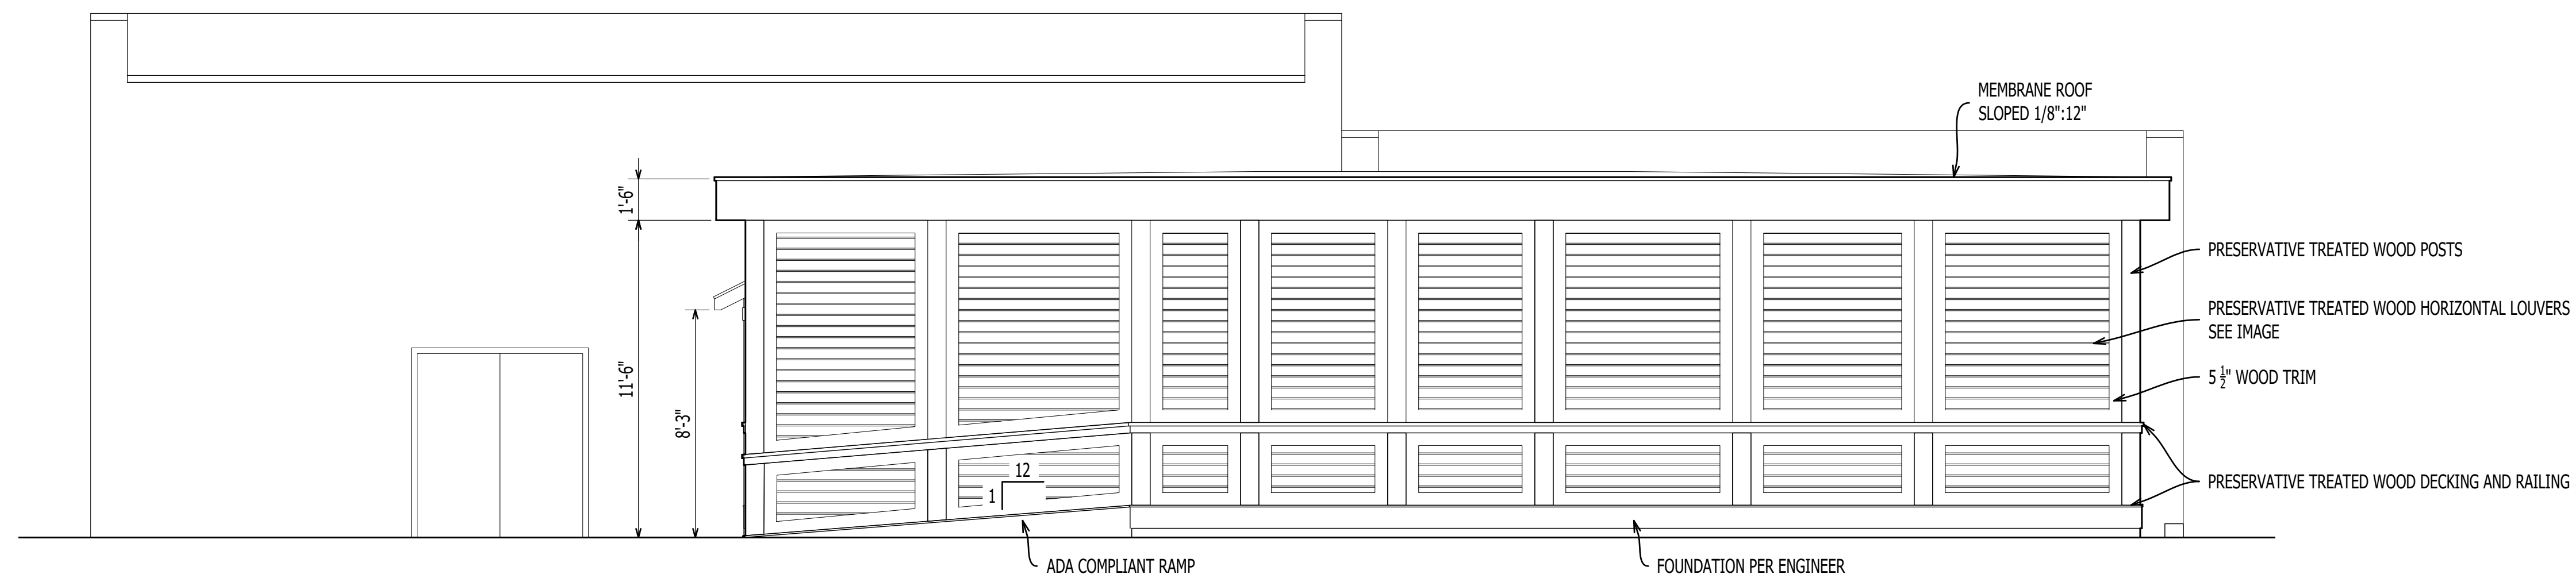 MEMBRANE ROOF
SLOPED 1/8":12"
1'-6"
PRESERVATIVE TREATED WOOD POSTS
PRESERVATIVE TREATED WOOD HORIZONTAL LOUVERS
SEE IMAGE
11'-6"
5 1/2" WOOD TRIM
8'-3"
12
1
PRESERVATIVE TREATED WOOD DECKING AND RAILING
ADA COMPLIANT RAMP
FOUNDATION PER ENGINEER